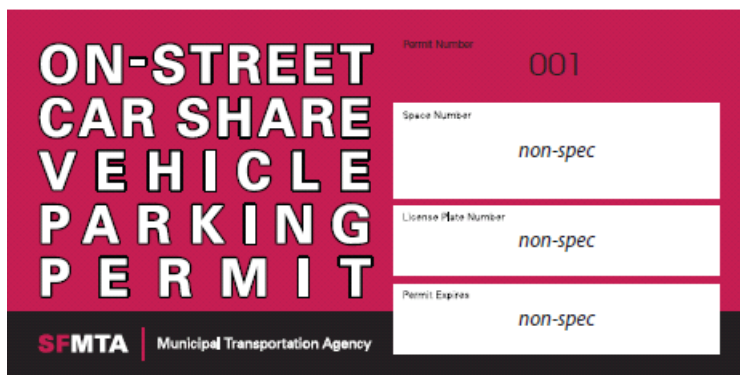 ON-STREET
CAR SHARE
VEHICLE
PARKING
PERMIT
SFMTA Municipal Transportation Agency
Permit Number
001
Space Number
non-spec
License Plate Number
non-spec
Permit Expires
non-spec